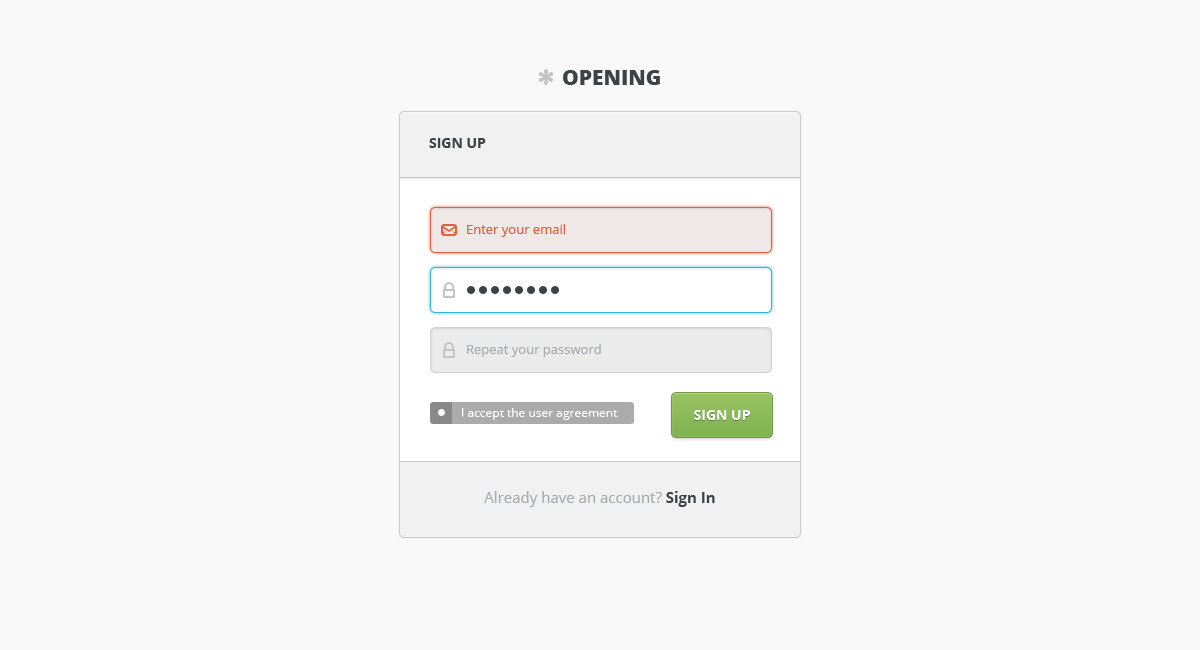 OPENING
SIGN UP
Enter your email
●●●●●●●●
Repeat your password
I accept the user agreement
SIGN UP
Already have an account? Sign In